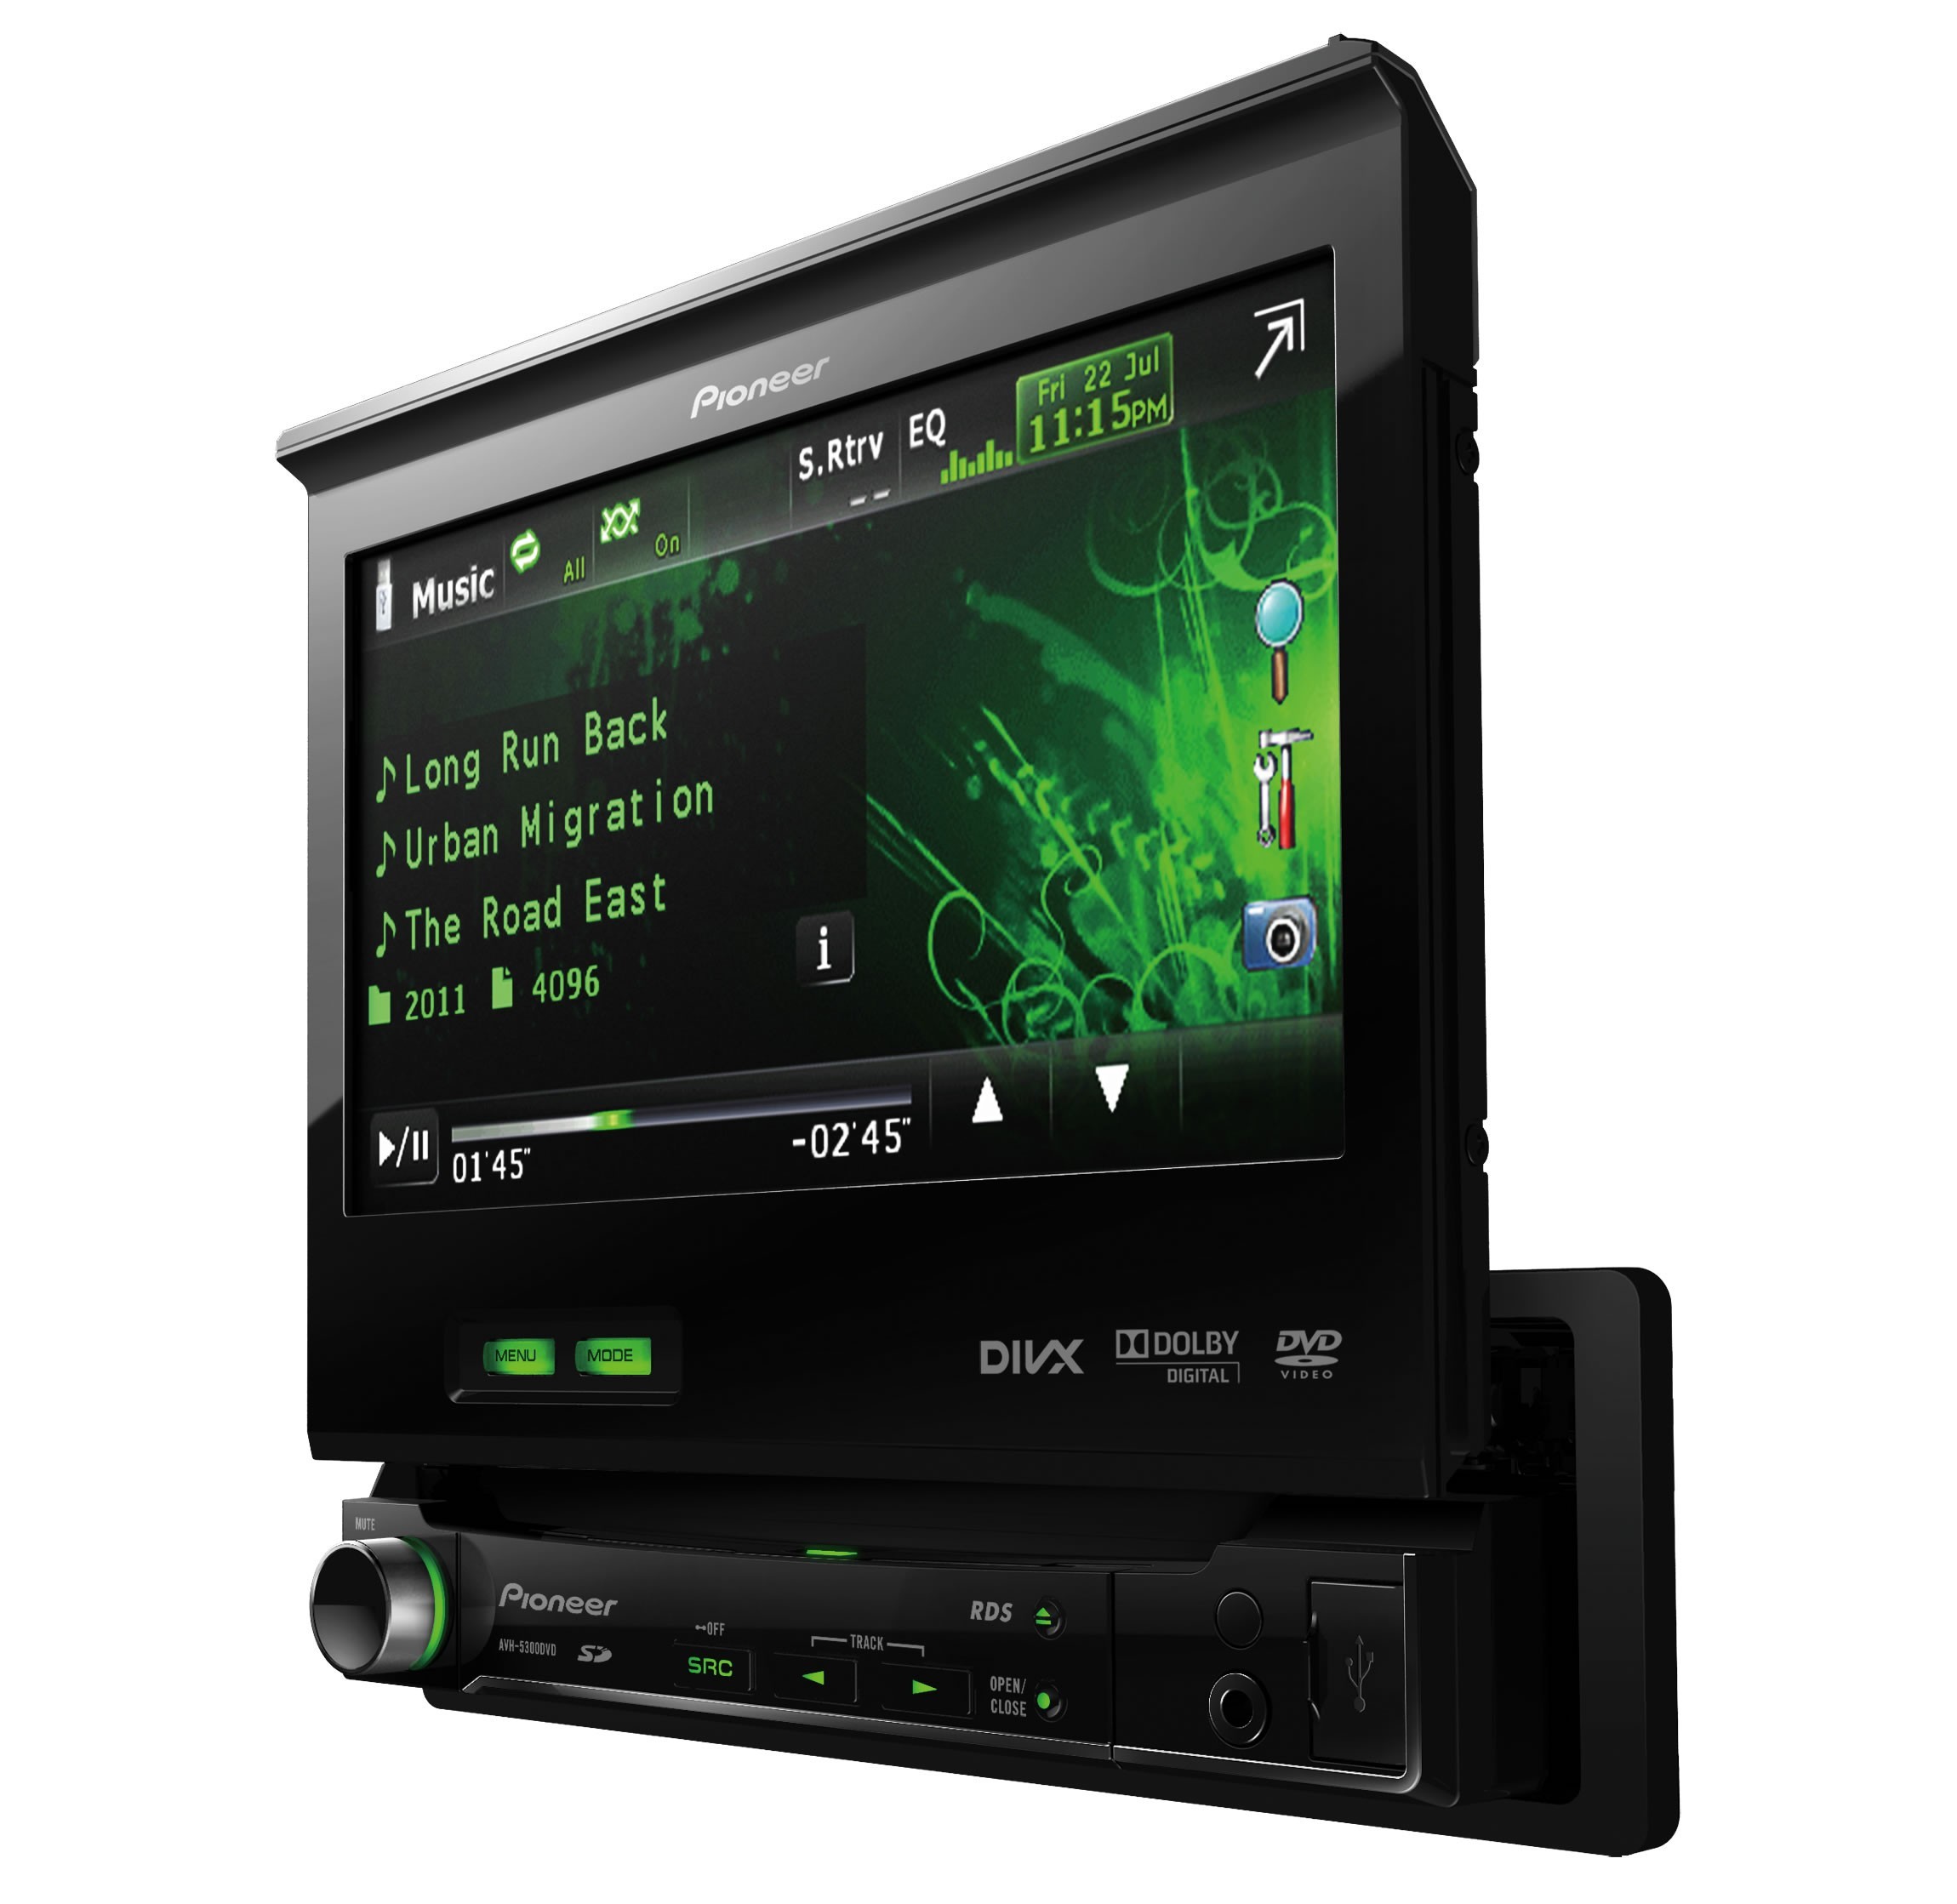 Pioneer
Music
All
On
S.Rtrv
--
EQ
Fri 22 Jul
11:15PM
Long Run Back
Urban Migration
The Road East
2011 4096
i
01'45"
-02'45"
MENU
MODE
DIVX
DOLBY
DIGITAL
DVD
VIDEO
MUTE
Pioneer
AVH-5300DVD
SD
OFF
SRC
TRACK
RDS
OPEN/
CLOSE